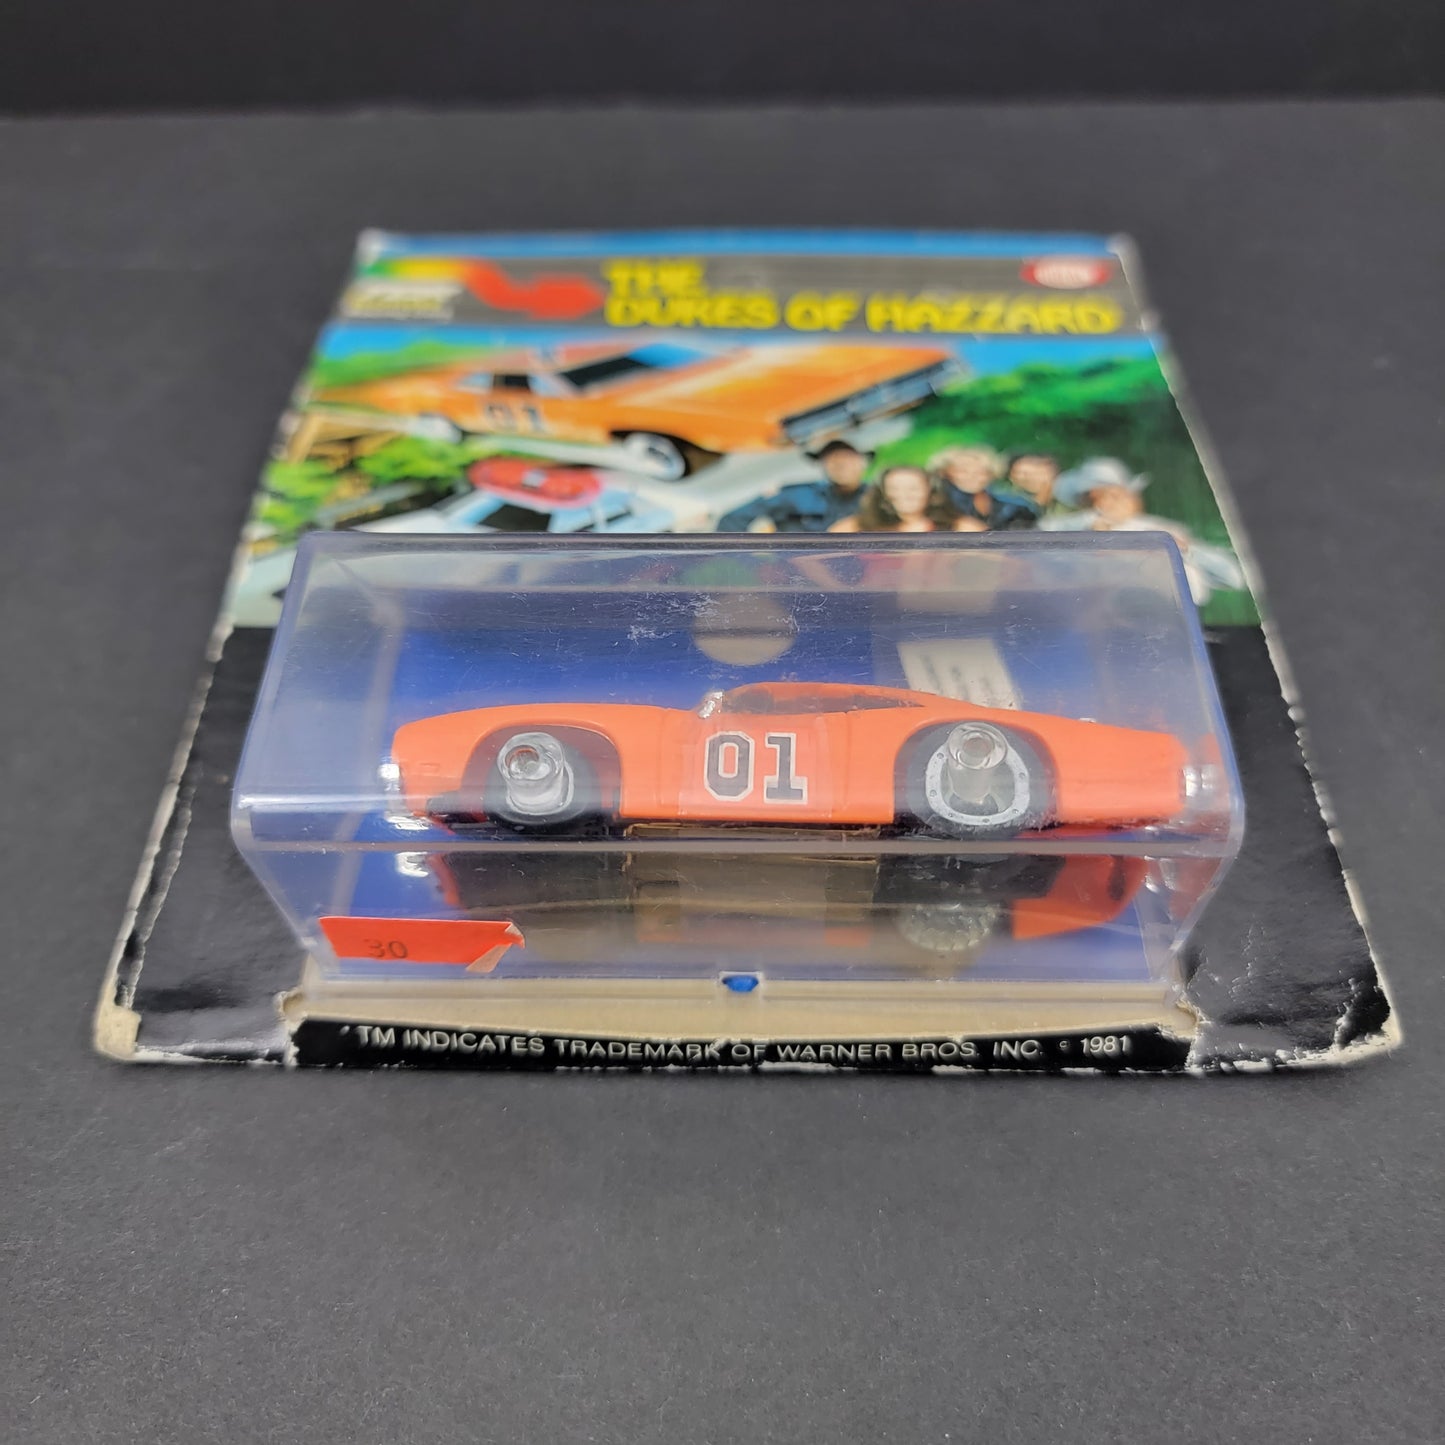 THE
DUKES OF HAZZARD
01
01
30
TM INDICATES TRADEMARK OF WARNER BROS. INC. © 1981